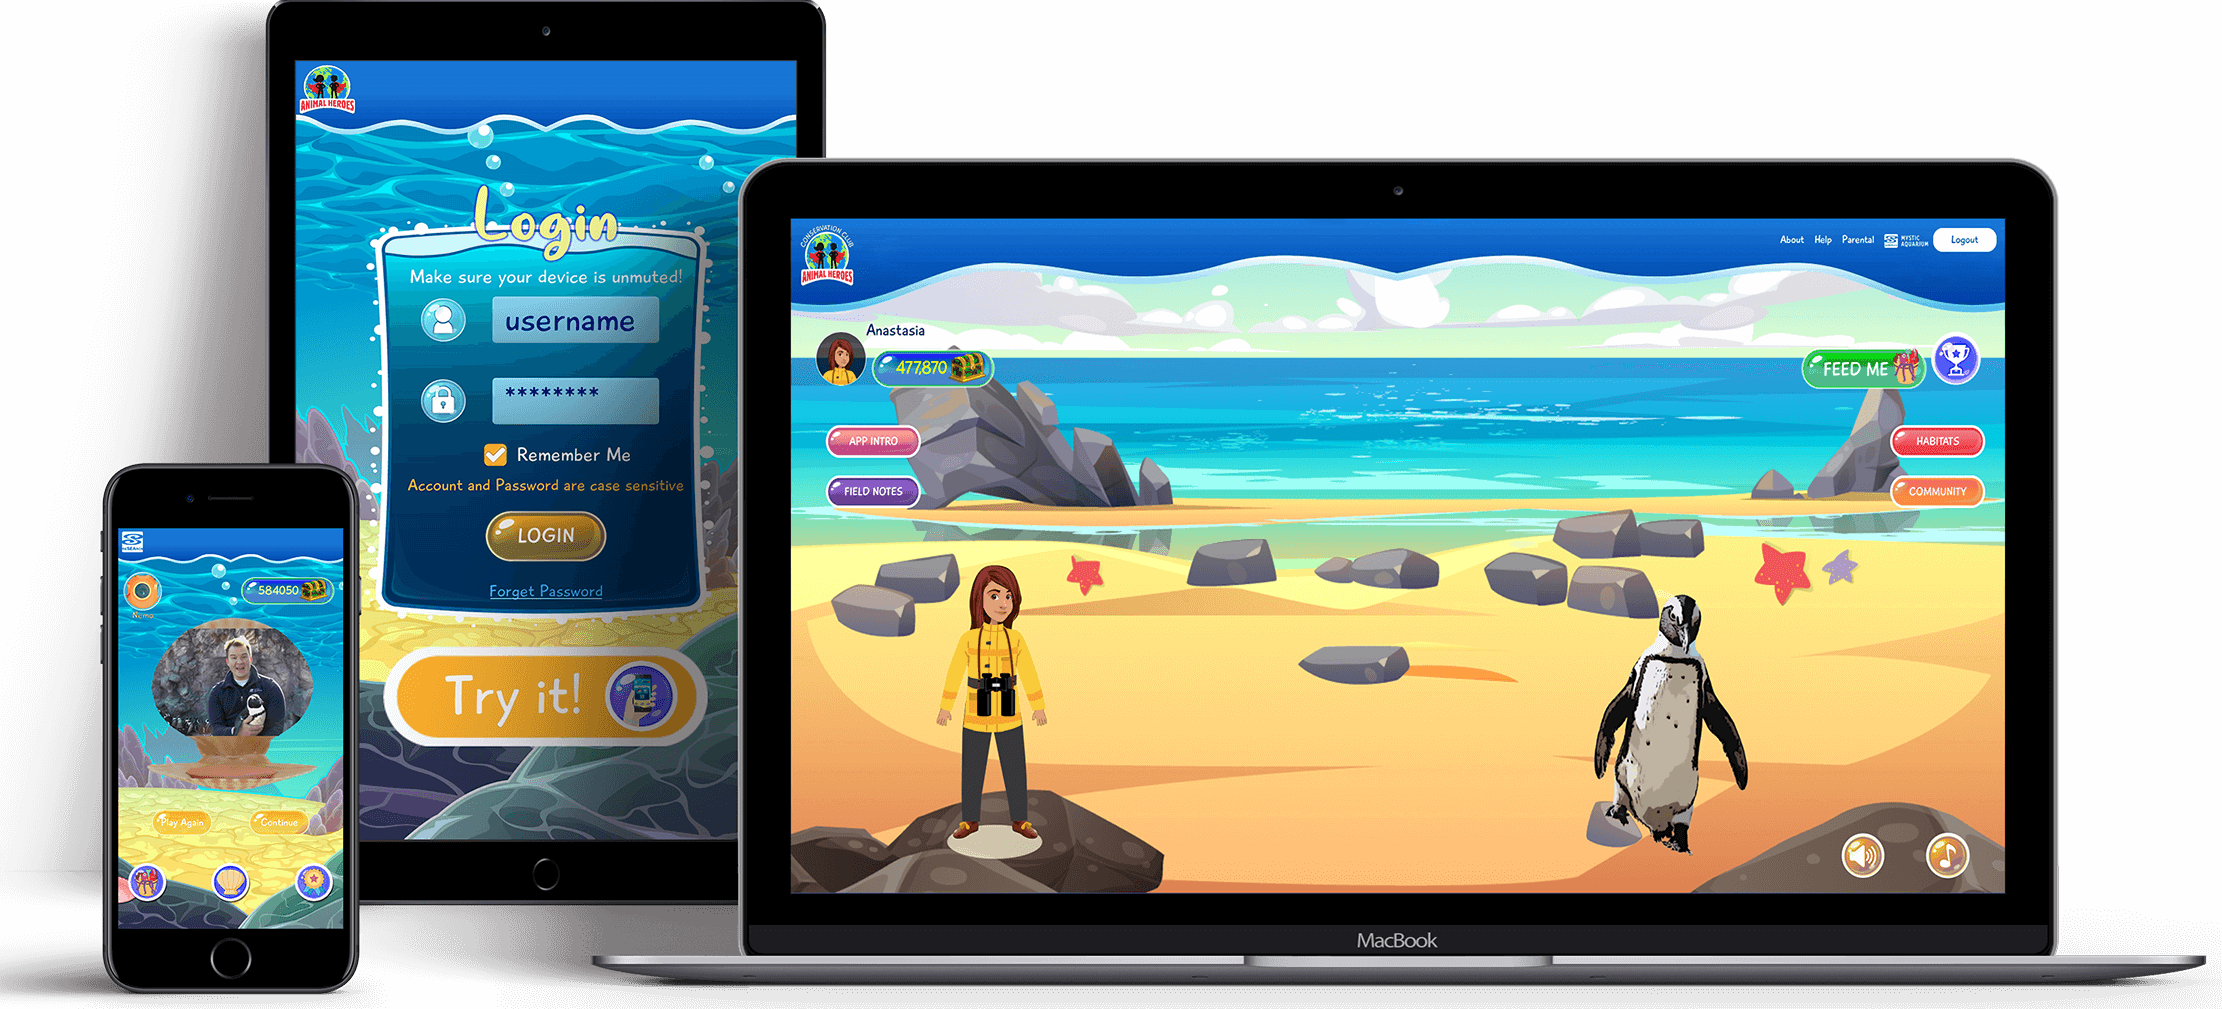 ANIMAL HEROES
Login
Make sure your device is unmuted!
username
********
Remember Me
Account and Password are case sensitive
LOGIN
Forget Password
Try it!
584050
Nemo
Play Again
Continue
CONSERVATION CLUB
ANIMAL HEROES
About Help Parental MYSTIC AQUARIUM Logout
Anastasia
477,870
FEED ME
APP INTRO
HABITATS
FIELD NOTES
COMMUNITY
MacBook